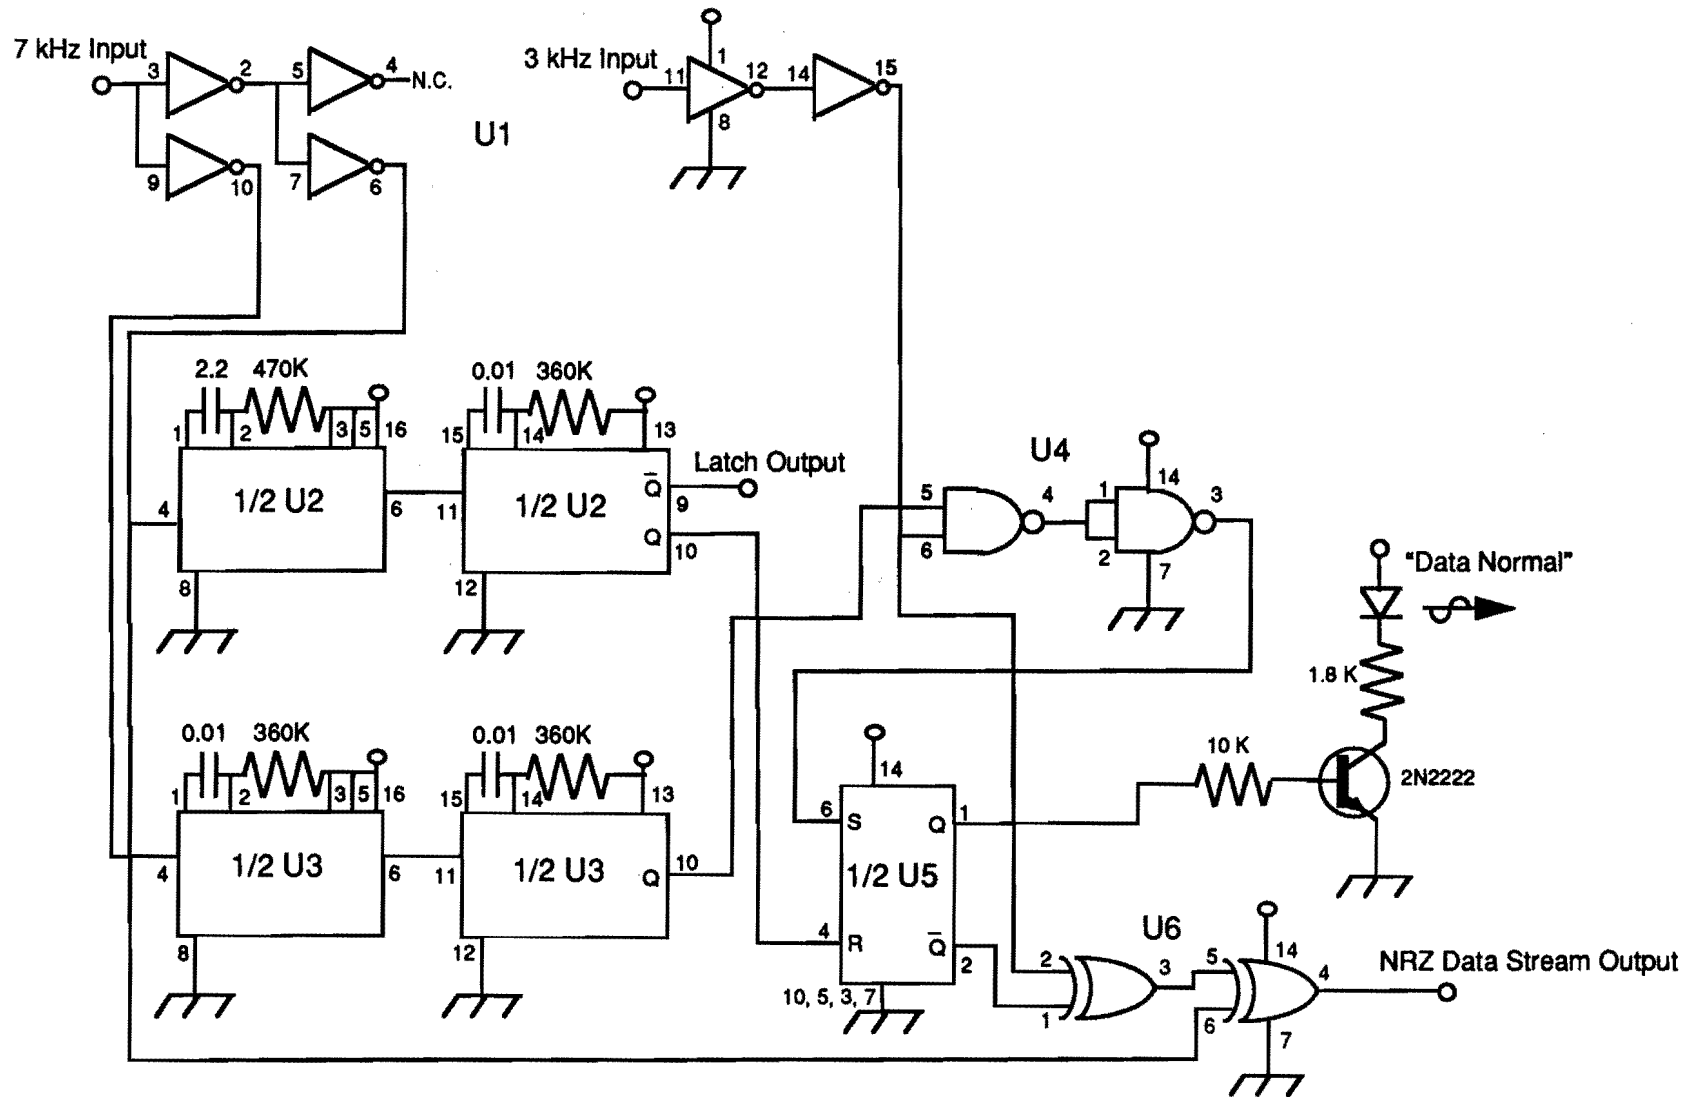 7 kHz Input
3
2
5
4
N.C.
9
10
7
6
U1
3 kHz Input
11
1
12
14
15
8
2.2
470K
1
2
3
5
16
4
1/2 U2
6
8
0.01
360K
15
14
13
11
1/2 U2
Q̅
9
Latch Output
Q
10
12
U4
5
6
4
1
2
14
3
7
"Data Normal"
1.8 K
10 K
2N2222
0.01
360K
1
2
3
5
16
4
1/2 U3
6
8
0.01
360K
15
14
13
11
1/2 U3
Q
10
12
14
6
S
Q
1
1/2 U5
4
R
Q̅
2
10, 5, 3, 7
U6
2
1
3
5
6
14
4
7
NRZ Data Stream Output